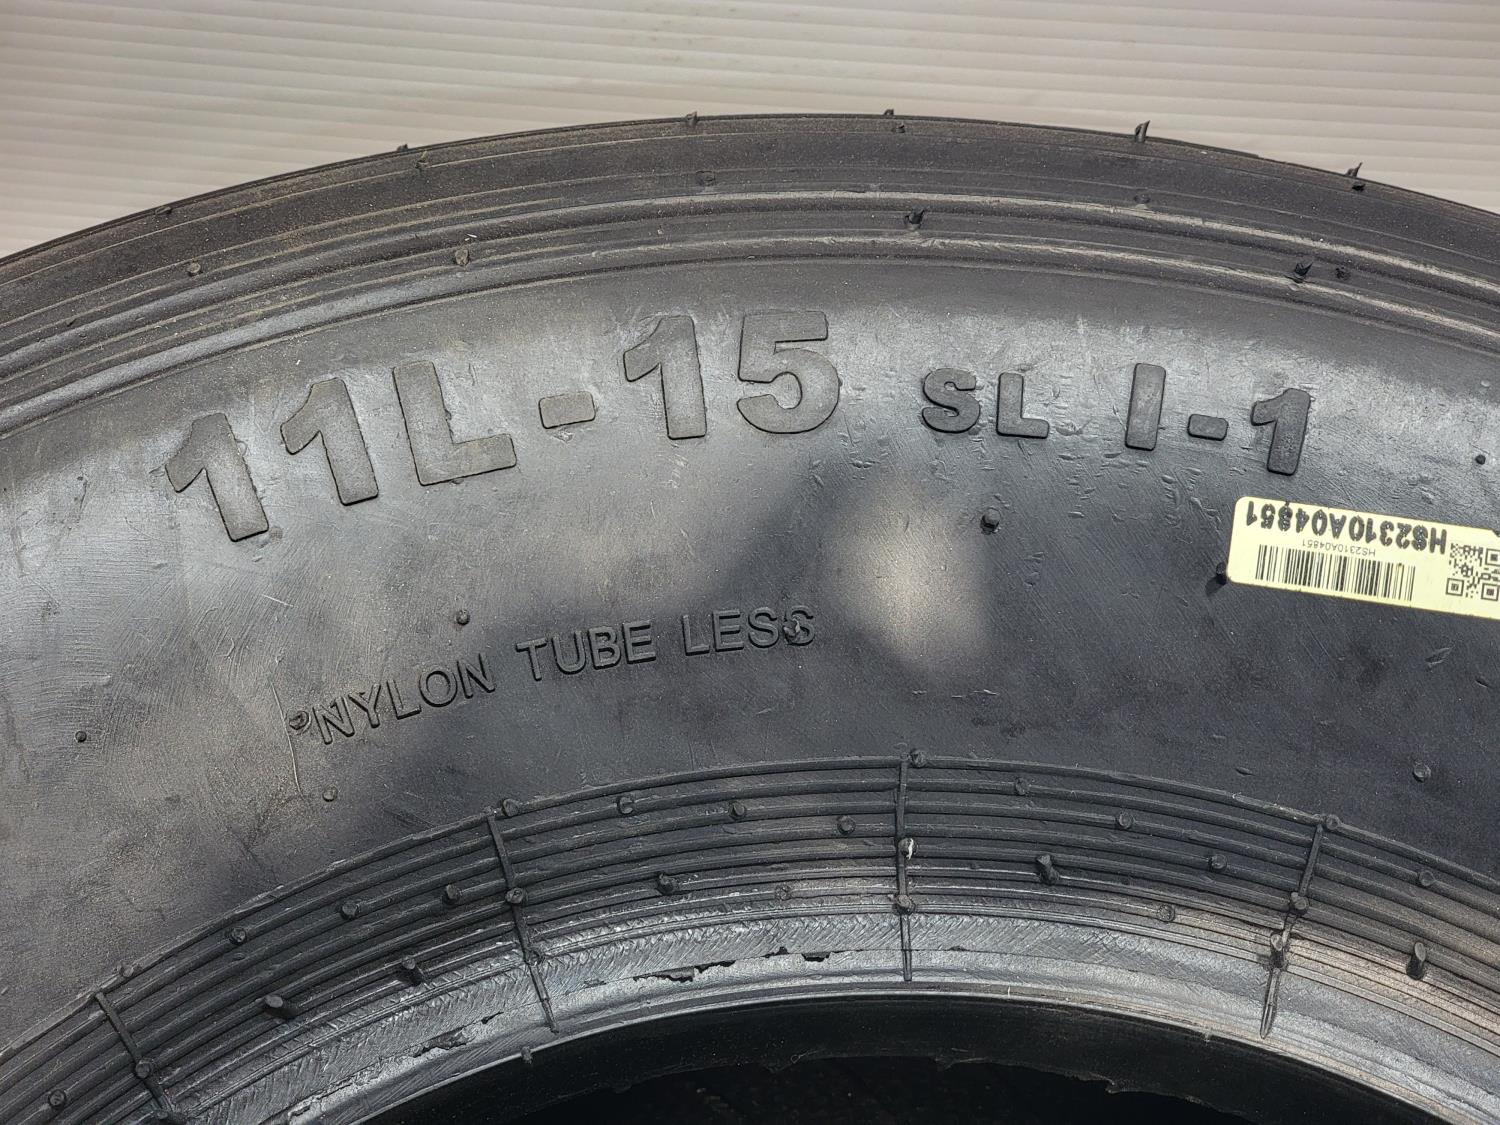 11L-15 SL I-1
HS2310A04851
HS2310A04851
NYLON TUBE LESS